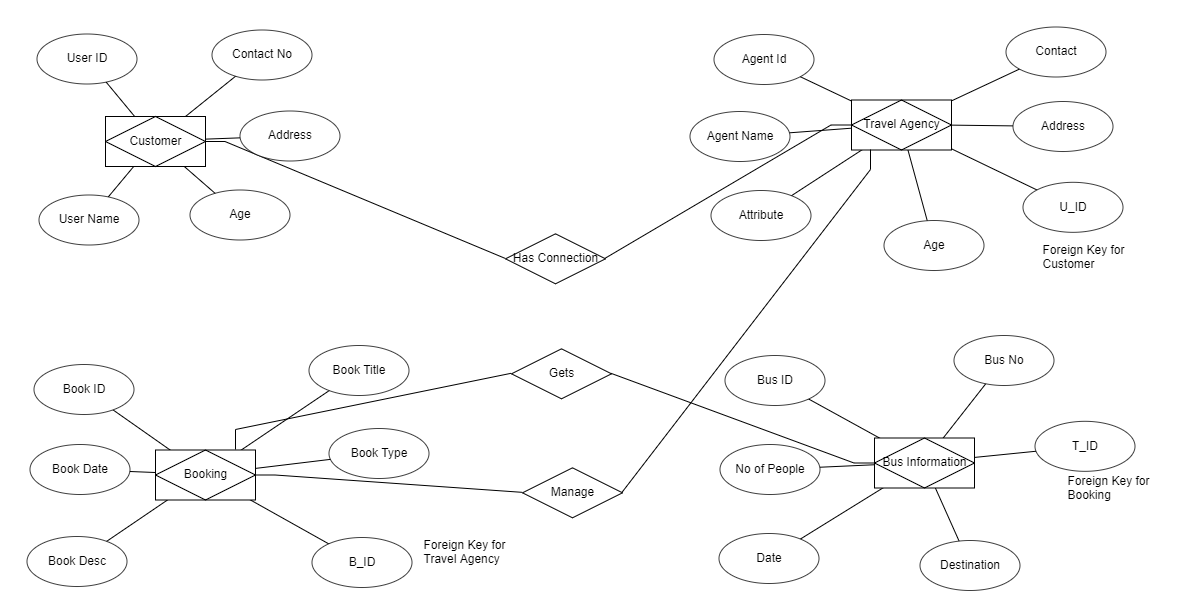 User ID
Contact No
Customer
Address
User Name
Age
Agent Id
Contact
Travel Agency
Agent Name
Address
Attribute
Age
U_ID
Foreign Key for
Customer
Has Connection
Gets
Manage
Book ID
Book Title
Book Date
Booking
Book Type
Book Desc
B_ID
Foreign Key for
Travel Agency
Bus ID
Bus No
No of People
Bus Information
T_ID
Foreign Key for
Booking
Date
Destination